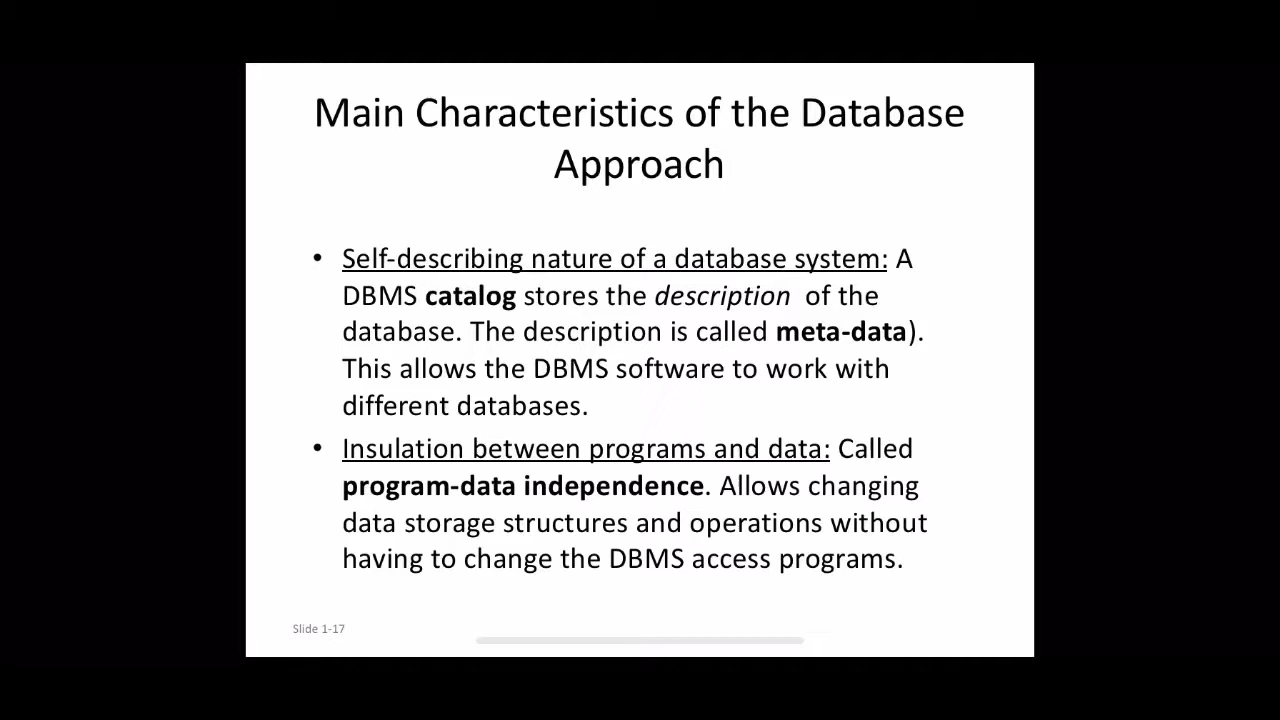 Main Characteristics of the Database
Approach
• Self-describing nature of a database system: A
DBMS catalog stores the description of the
database. The description is called meta-data).
This allows the DBMS software to work with
different databases.
• Insulation between programs and data: Called
program-data independence. Allows changing
data storage structures and operations without
having to change the DBMS access programs.
Slide 1-17